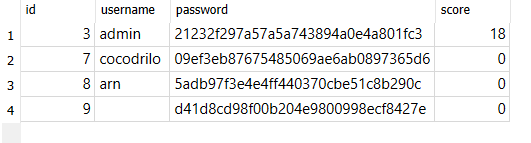 id username password score
1 3 admin 21232f297a57a5a743894a0e4a801fc3 18
2 7 cocodrilo 09ef3eb87675485069ae6ab0897365d6 0
3 8 arn 5adb97f3e4e4ff440370cbe51c8b290c 0
4 9 d41d8cd98f00b204e9800998ecf8427e 0